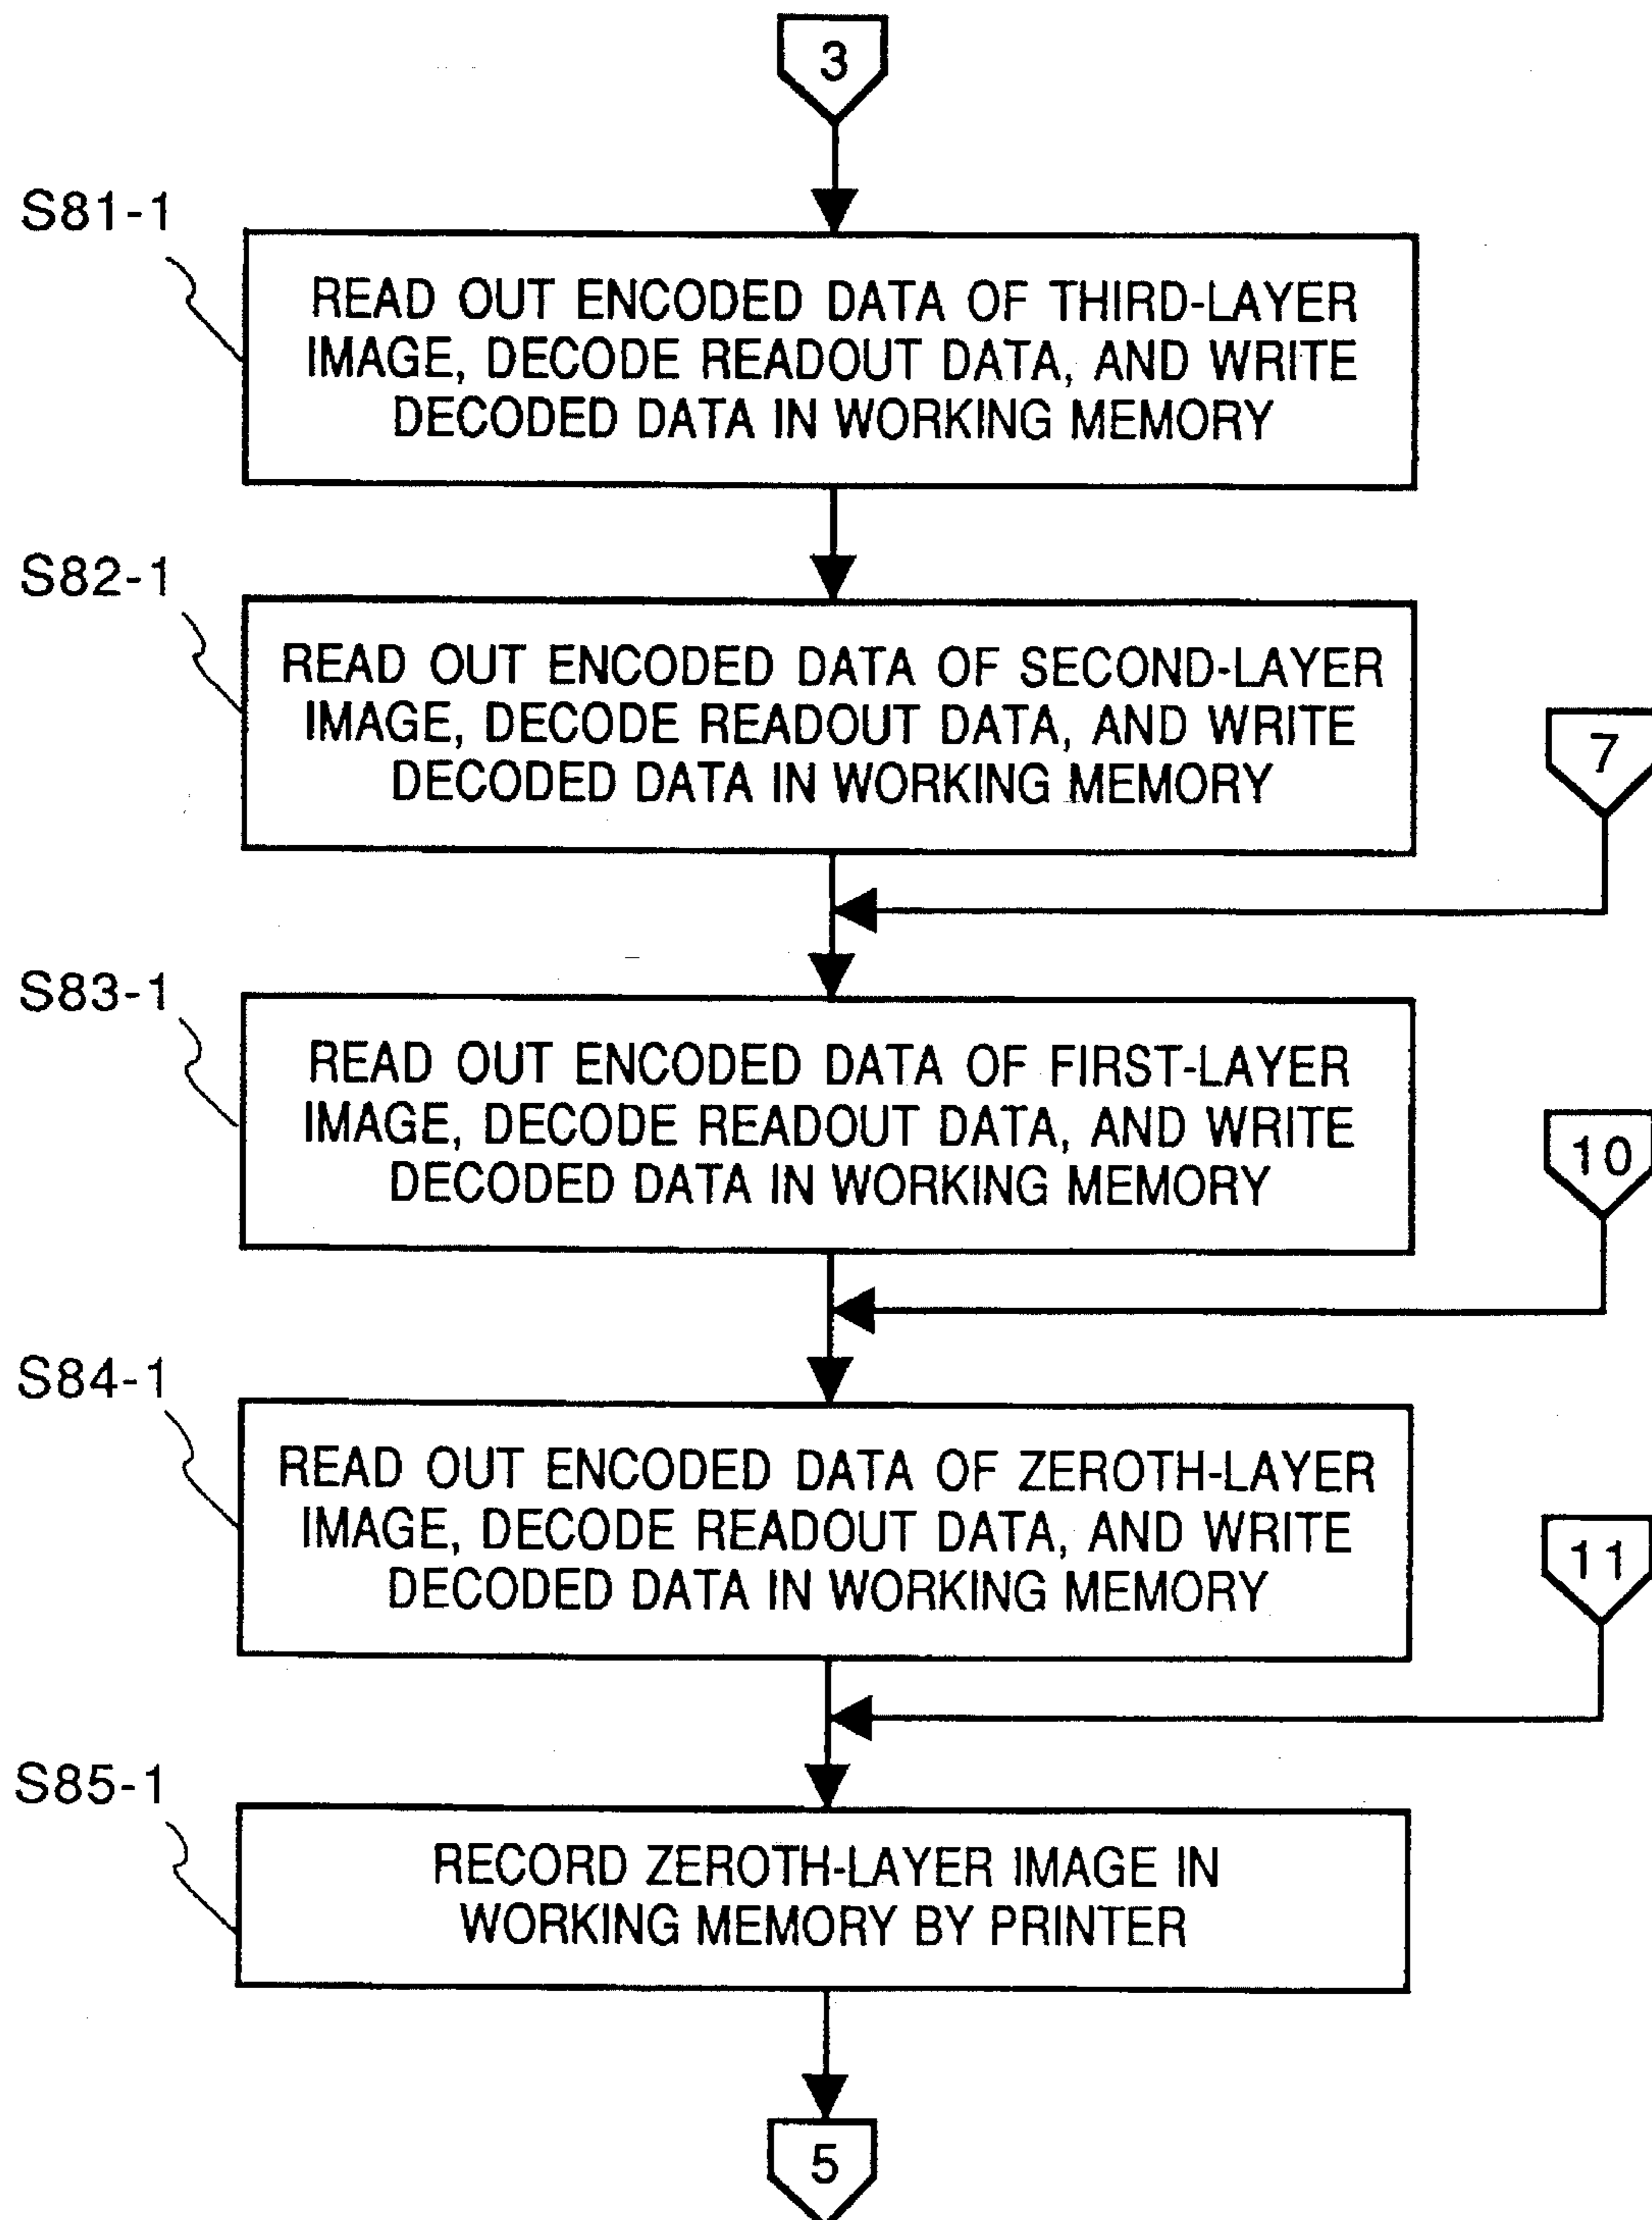 3
S81-1
READ OUT ENCODED DATA OF THIRD-LAYER
IMAGE, DECODE READOUT DATA, AND WRITE
DECODED DATA IN WORKING MEMORY
S82-1
READ OUT ENCODED DATA OF SECOND-LAYER
IMAGE, DECODE READOUT DATA, AND WRITE
DECODED DATA IN WORKING MEMORY
7
S83-1
READ OUT ENCODED DATA OF FIRST-LAYER
IMAGE, DECODE READOUT DATA, AND WRITE
DECODED DATA IN WORKING MEMORY
10
S84-1
READ OUT ENCODED DATA OF ZEROTH-LAYER
IMAGE, DECODE READOUT DATA, AND WRITE
DECODED DATA IN WORKING MEMORY
11
S85-1
RECORD ZEROTH-LAYER IMAGE IN
WORKING MEMORY BY PRINTER
5